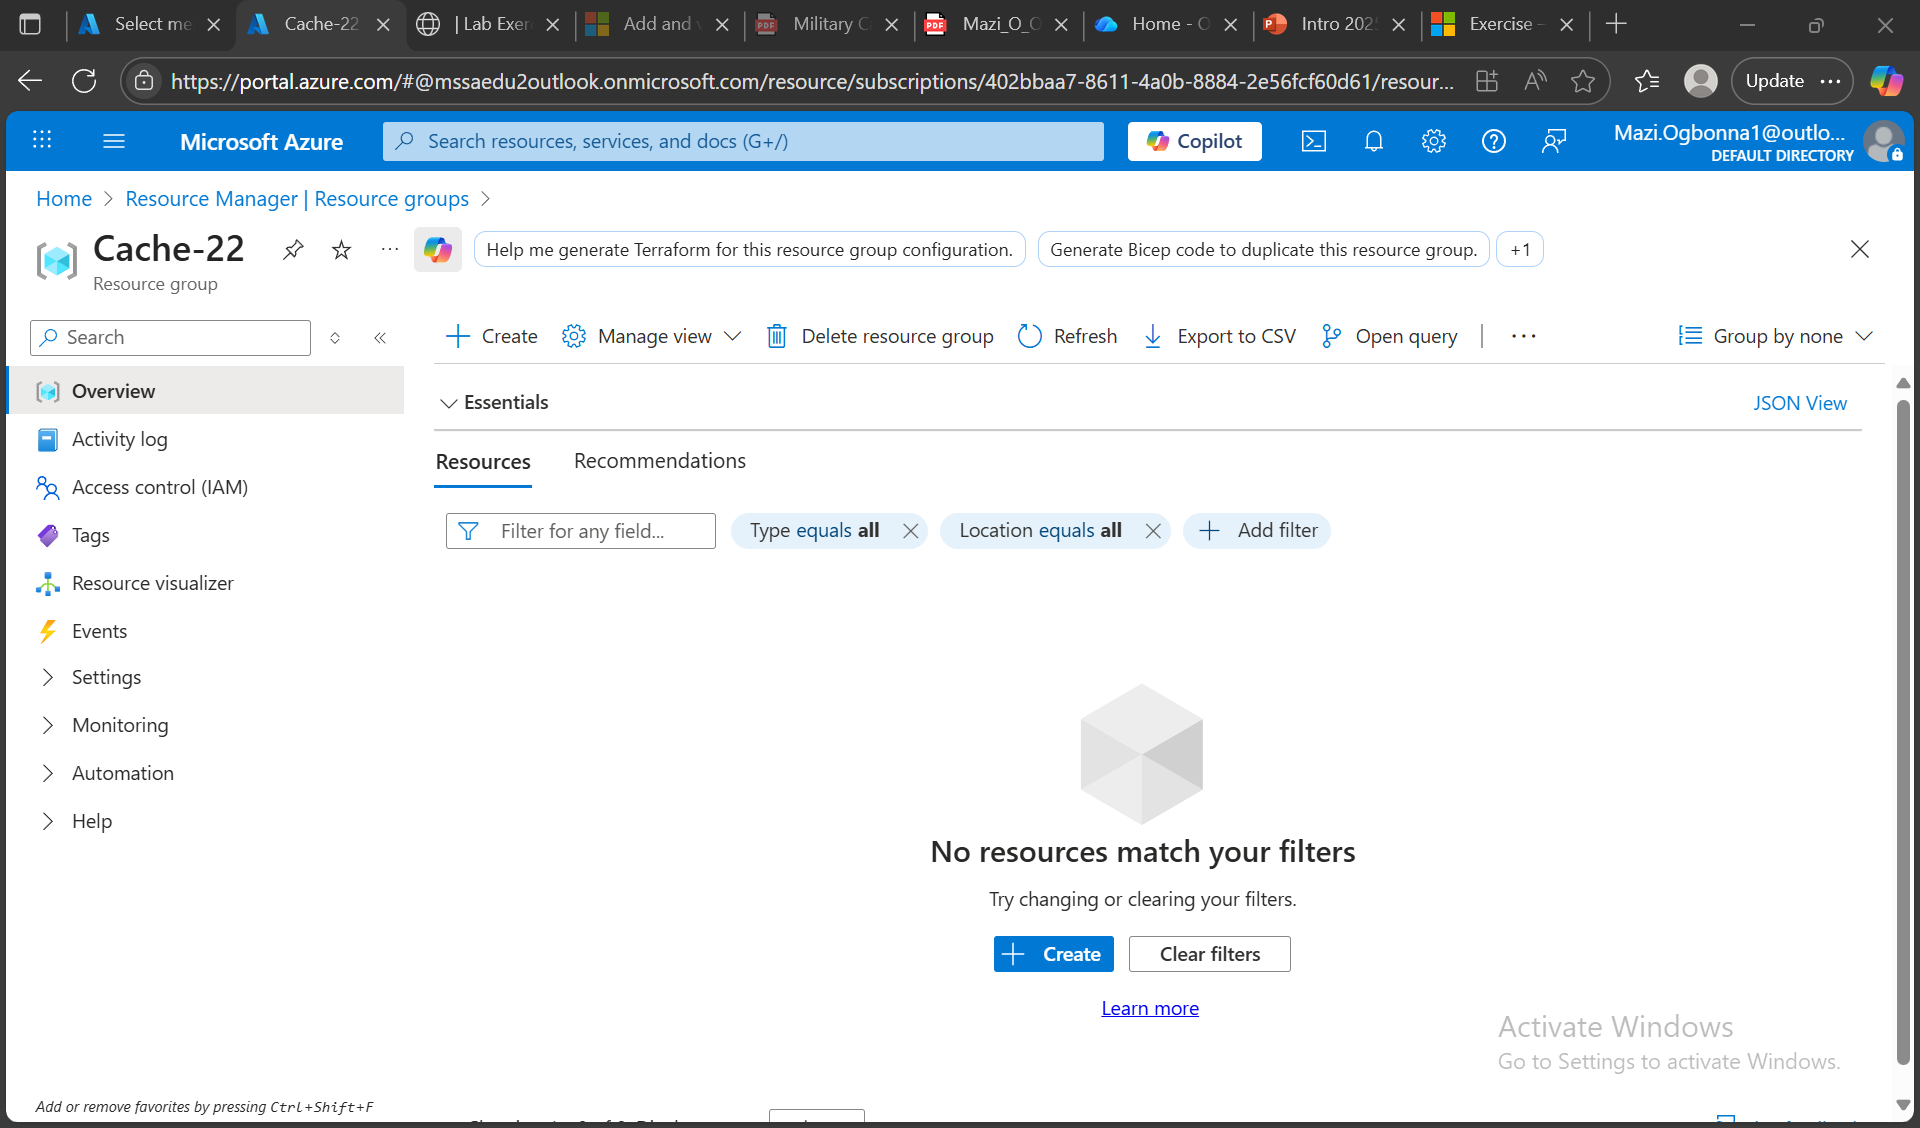 Select me
Cache-22
| Lab Exer
Add and
Military C
Mazi_O_O
Home - O
Intro 202
Exercise -
https://portal.azure.com/#@mssaedu2outlook.onmicrosoft.com/resource/subscriptions/402bbaa7-8611-4a0b-8884-2e56fcf60d61/resour...
Update
Microsoft Azure
Search resources, services, and docs (G+/)
Copilot
Mazi.Ogbonna1@outlo...
DEFAULT DIRECTORY
Home > Resource Manager | Resource groups >
Cache-22
Resource group
Help me generate Terraform for this resource group configuration.
Generate Bicep code to duplicate this resource group.
+1
Search
Overview
Activity log
Access control (IAM)
Tags
Resource visualizer
Events
Settings
Monitoring
Automation
Help
Add or remove favorites by pressing Ctrl+Shift+F
Create
Manage view
Delete resource group
Refresh
Export to CSV
Open query
Group by none
Essentials
JSON View
Resources
Recommendations
Filter for any field...
Type equals all
Location equals all
Add filter
No resources match your filters
Try changing or clearing your filters.
Create
Clear filters
Learn more
Activate Windows
Go to Settings to activate Windows.